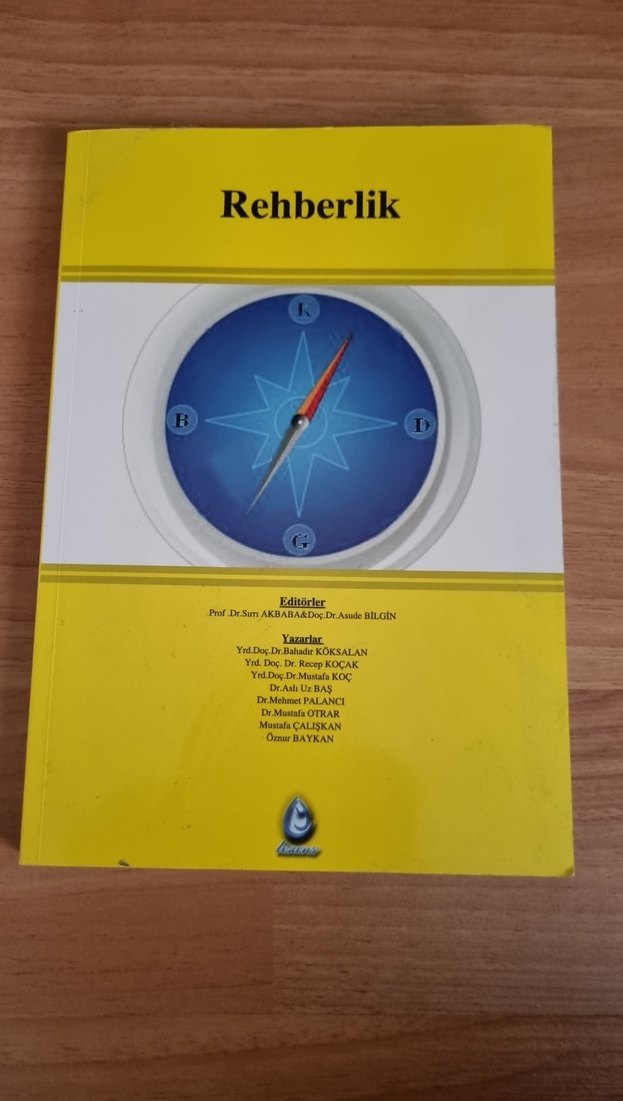 Rehberlik
K
B
D
G
Editörler
Prof .Dr.Sırrı AKBABA&Doç.Dr.Asude BİLGİN
Yazarlar
Yrd.Doç.Dr.Bahadır KÖKSALAN
Yrd. Doç. Dr. Recep KOÇAK
Yrd.Doç.Dr.Mustafa KOÇ
Dr.Aslı Uz BAŞ
Dr.Mehmet PALANCI
Dr.Mustafa OTRAR
Mustafa ÇALIŞKAN
Öznur BAYKAN
lisans